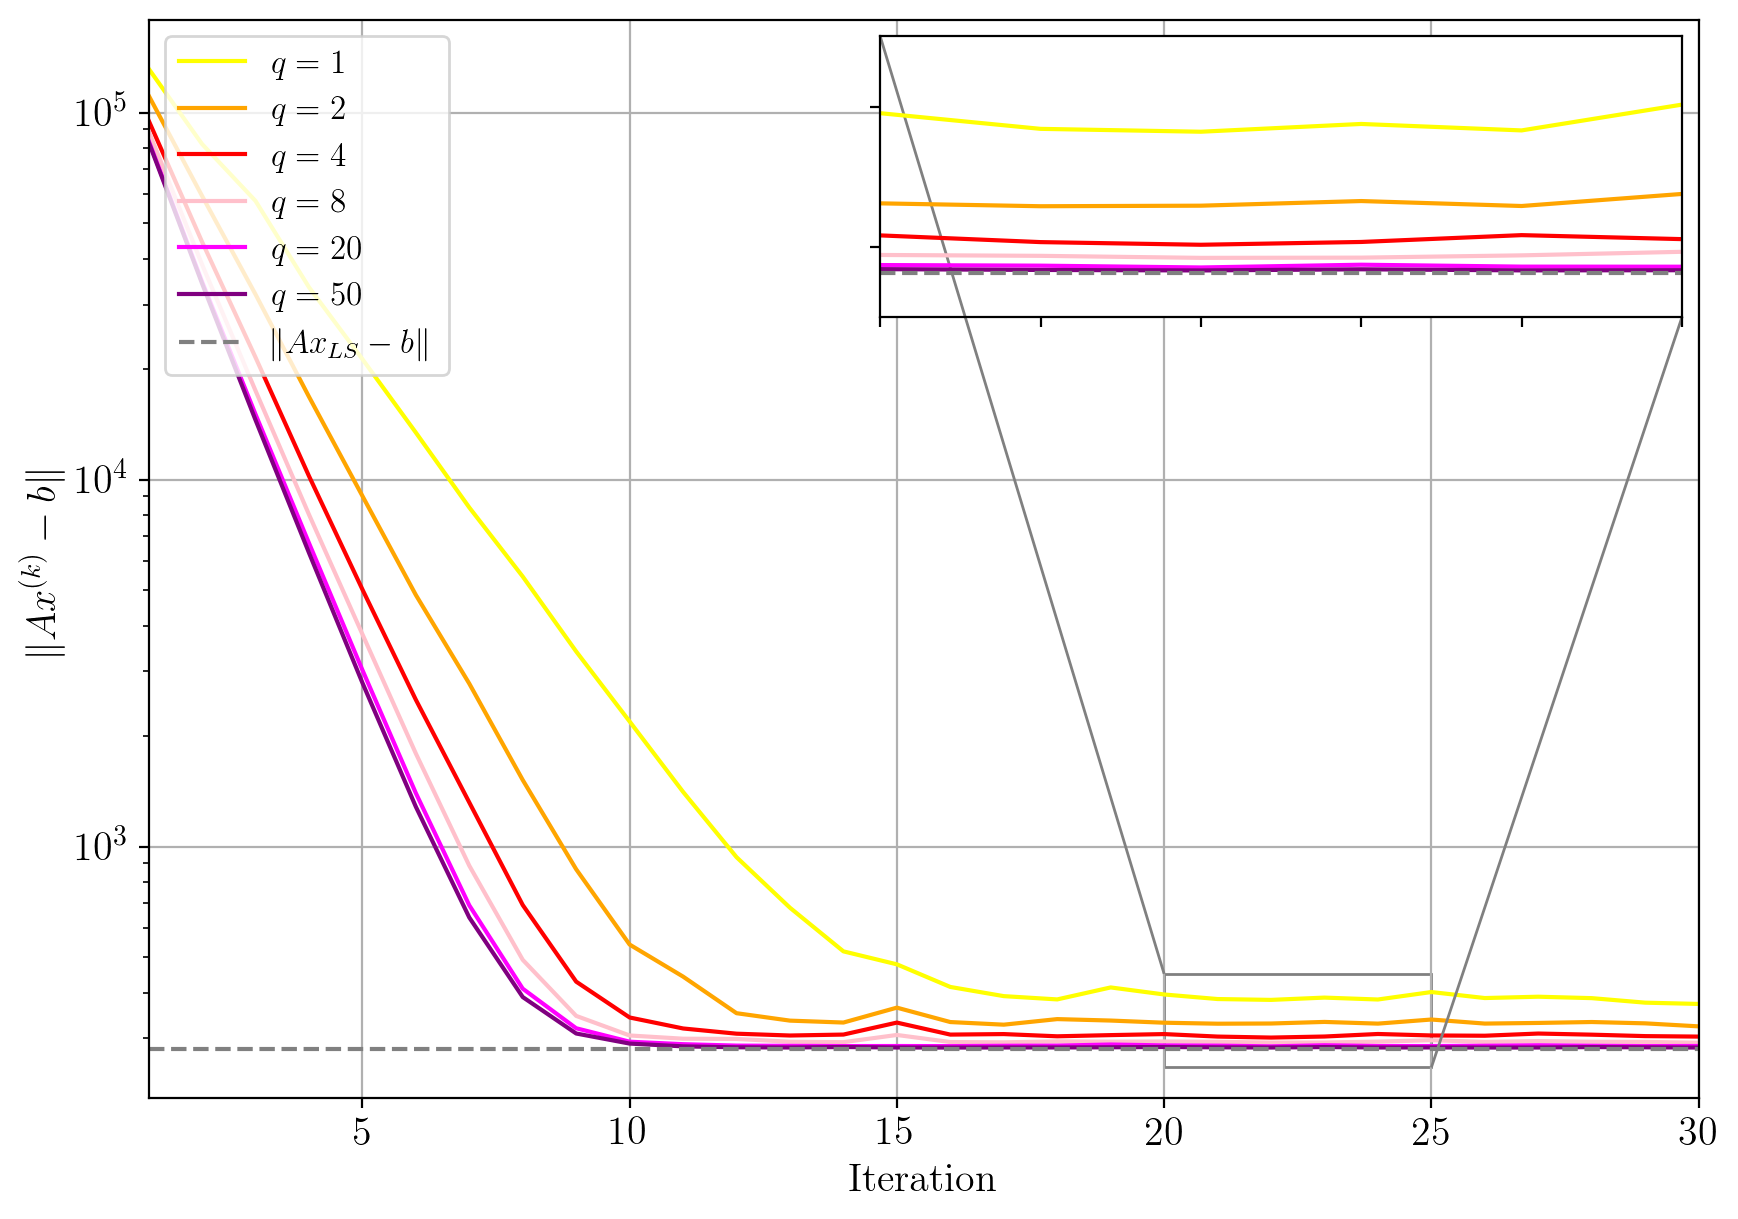 q = 1
q = 2
q = 4
q = 8
q = 20
q = 50
‖Ax_{LS} − b‖
10^5
10^4
10^3
‖Ax^{(k)} − b‖
5 10 15 20 25 30
Iteration